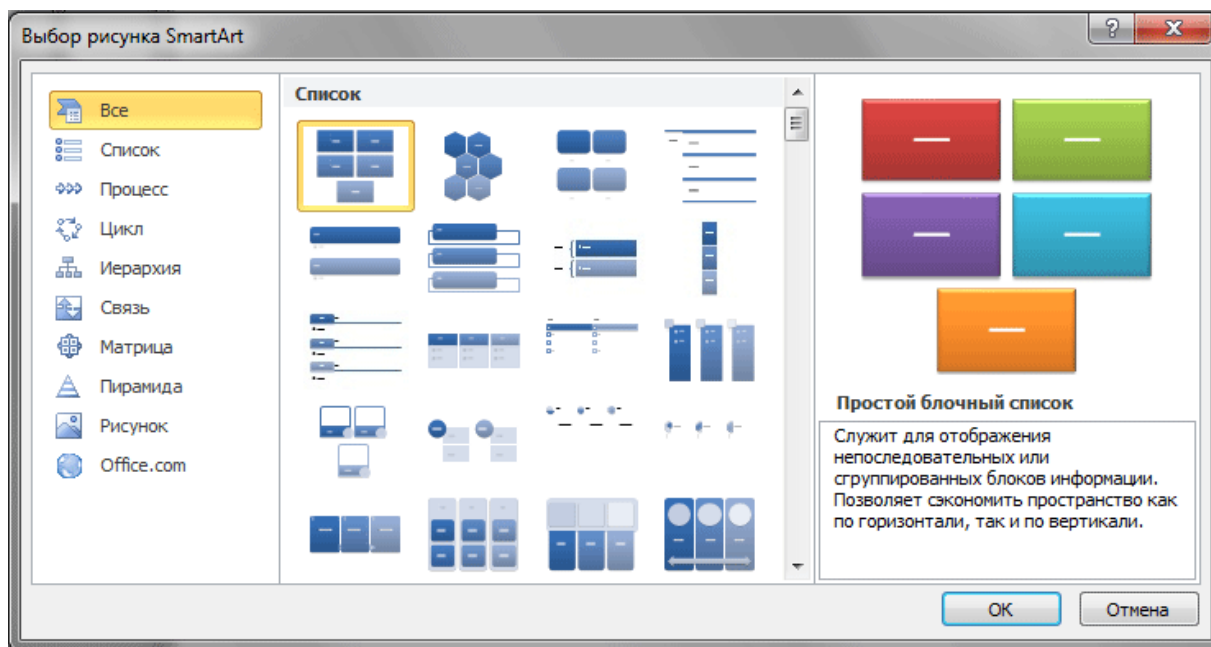 Выбор рисунка SmartArt
Все
Список
Процесс
Цикл
Иерархия
Связь
Матрица
Пирамида
Рисунок
Office.com
Список
Простой блочный список
Служит для отображения
непоследовательных или
сгруппированных блоков информации.
Позволяет сэкономить пространство как
по горизонтали, так и по вертикали.
ОК
Отмена